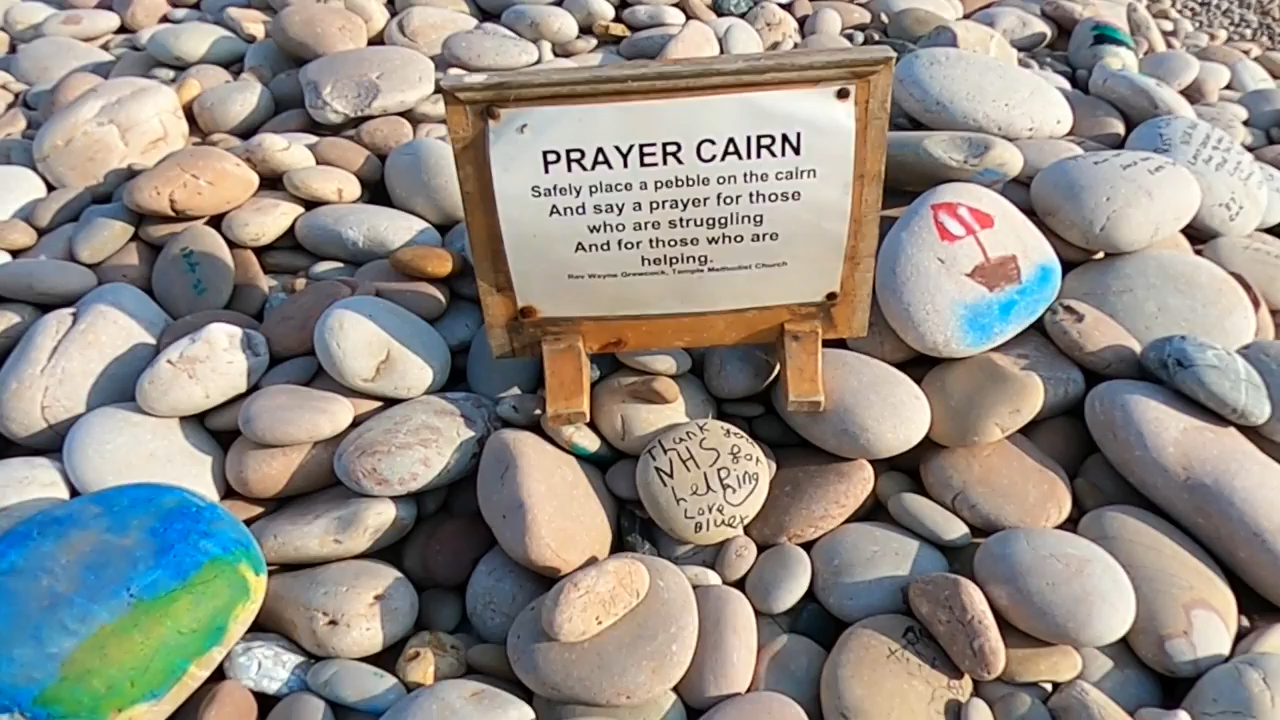 PRAYER CAIRN
Safely place a pebble on the cairn
And say a prayer for those
who are struggling
And for those who are
helping.
Rev Wayne Grewcock, Temple Methodist Church
Thank you
NHS for
helping
Love
Bluey